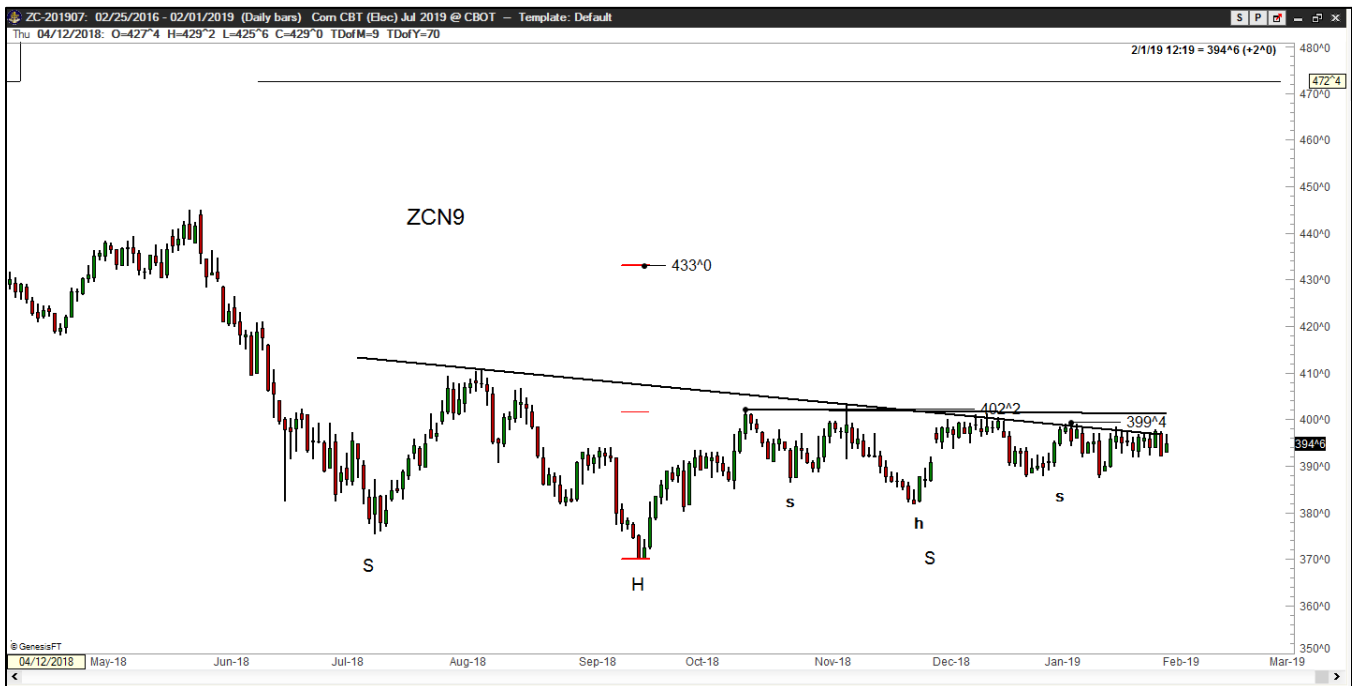 ZC-201907: 02/25/2016 - 02/01/2019 (Daily bars) Corn CBT (Elec) Jul 2019 @ CBOT — Template: Default
S P
Thu 04/12/2018: O=427^4 H=429^2 L=425^6 C=429^0 TDofM=9 TDofY=70
2/1/19 12:19 = 394^6 (+2^0)
480^0
472^4
470^0
460^0
450^0
ZCN9
440^0
433^0
430^0
420^0
410^0
402^2
399^4
400^0
394^6
390^0
s
s
380^0
h
S
S
370^0
H
360^0
350^0
© GenesisFT
04/12/2018 May-18 Jun-18 Jul-18 Aug-18 Sep-18 Oct-18 Nov-18 Dec-18 Jan-19 Feb-19 Mar-19